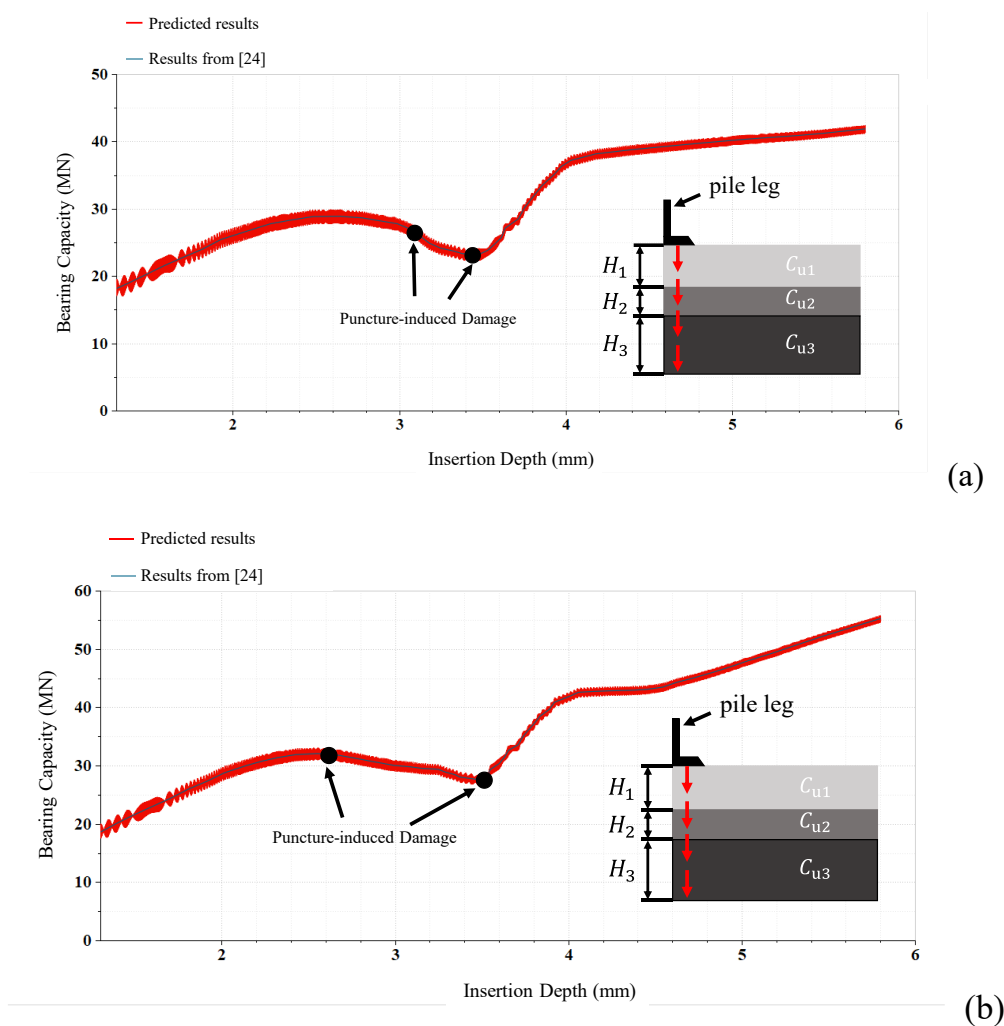 Predicted results
Results from [24]
50
40
30
20
10
0
Bearing Capacity (MN)
2
3
4
5
6
Insertion Depth (mm)
Puncture-induced Damage
pile leg
H1
H2
H3
Cu1
Cu2
Cu3
(a)
Predicted results
Results from [24]
60
50
40
30
20
10
0
Bearing Capacity (MN)
2
3
4
5
6
Insertion Depth (mm)
Puncture-induced Damage
pile leg
H1
H2
H3
Cu1
Cu2
Cu3
(b)